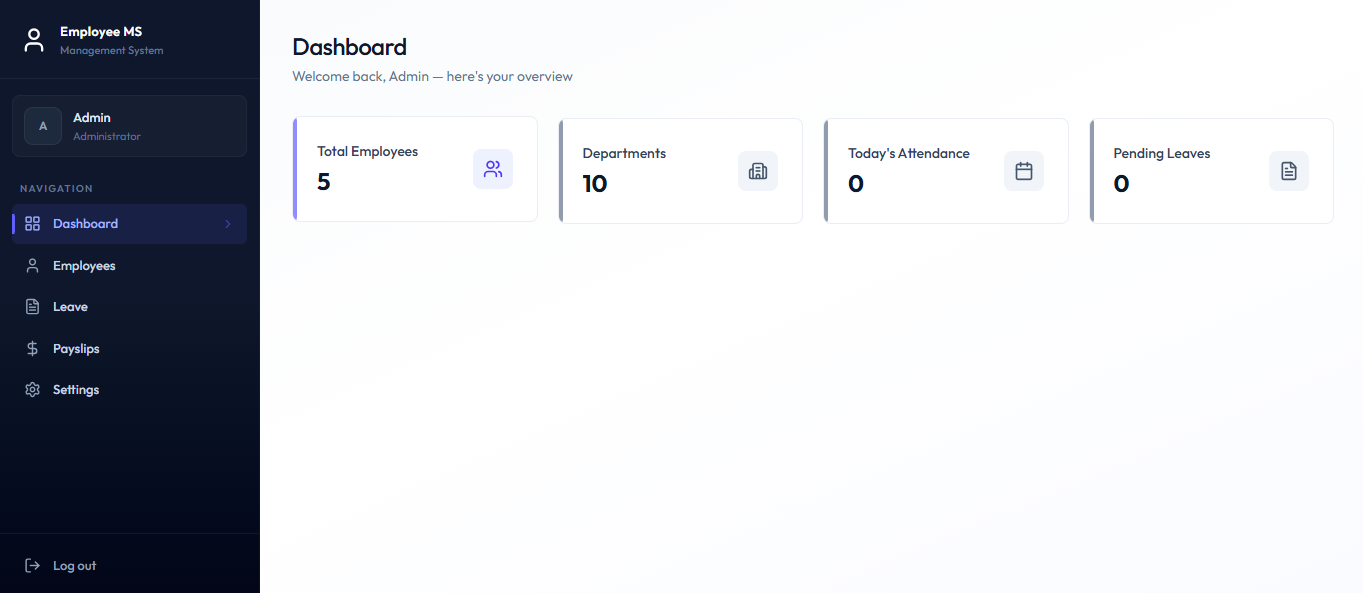 Employee MS
Management System
A
Admin
Administrator
NAVIGATION
Dashboard
Employees
Leave
Payslips
Settings
Log out
Dashboard
Welcome back, Admin — here's your overview
Total Employees
5
Departments
10
Today's Attendance
0
Pending Leaves
0